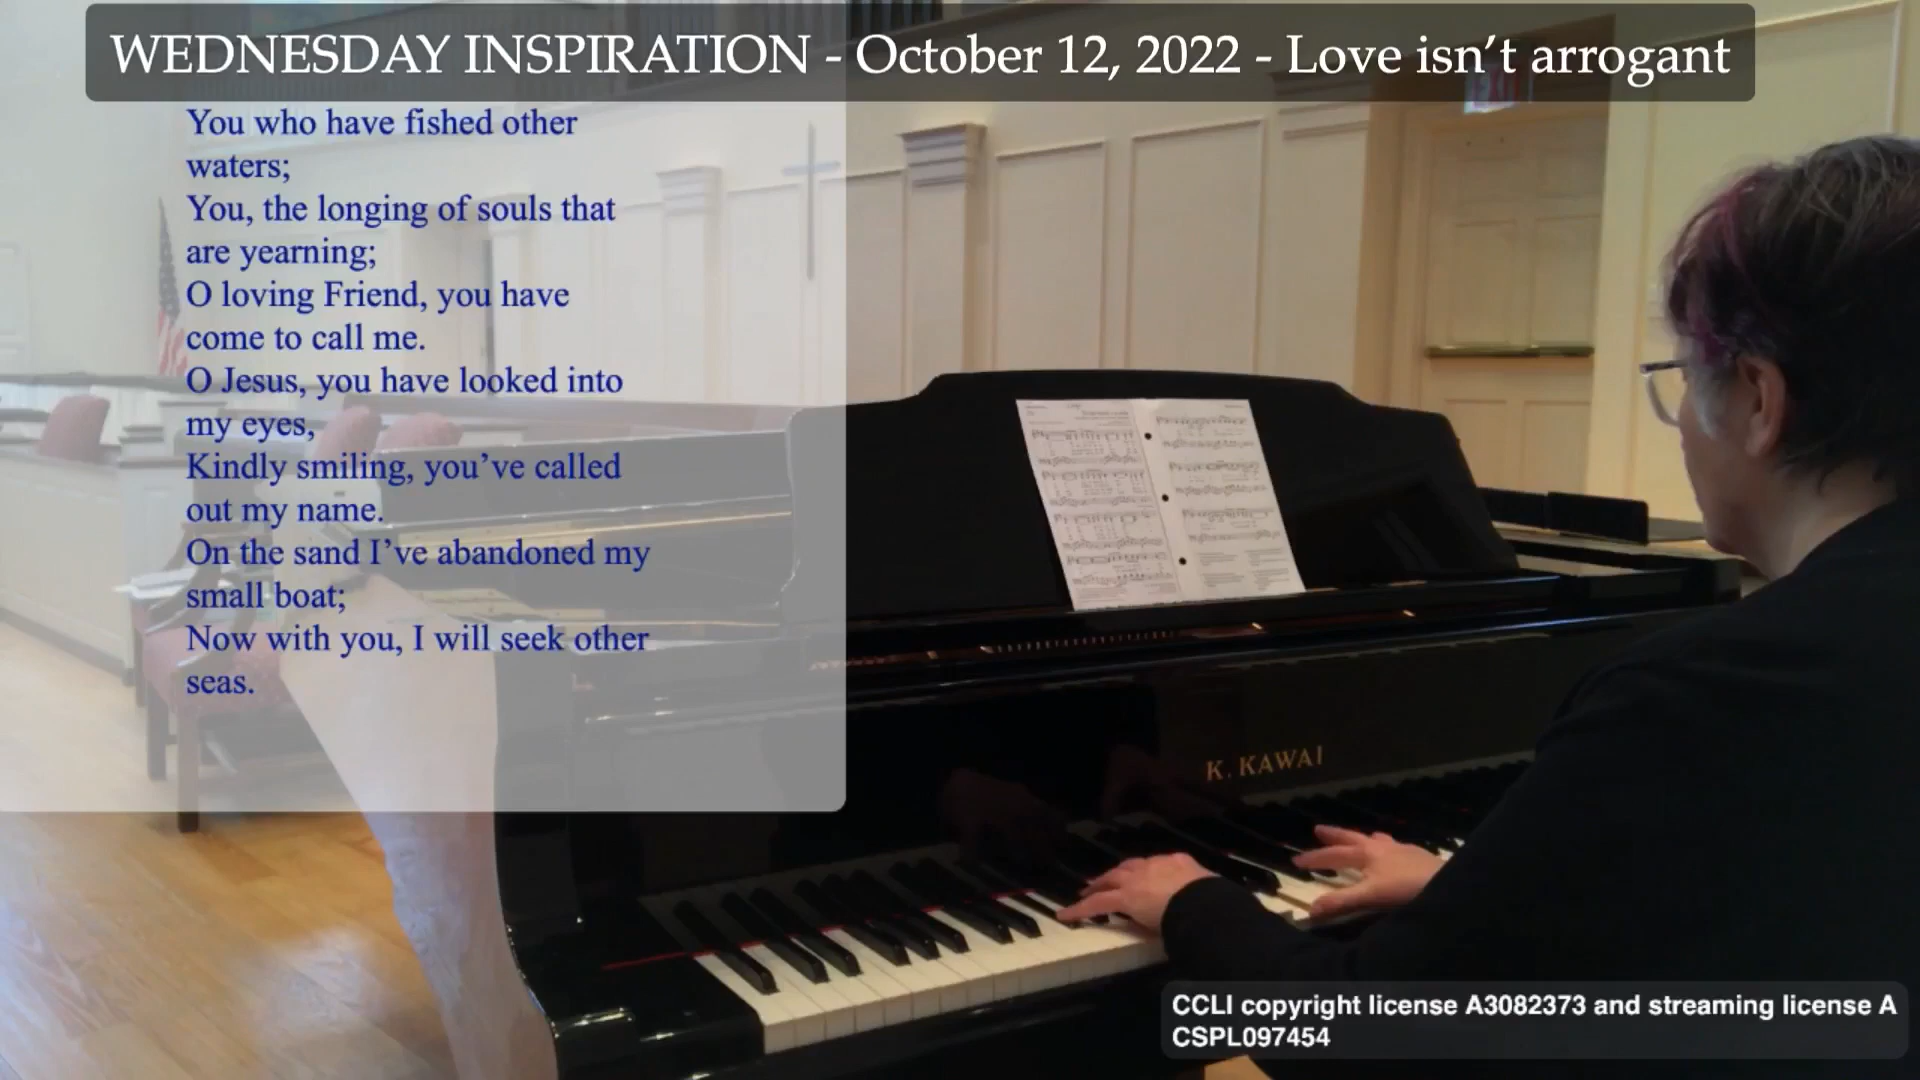 WEDNESDAY INSPIRATION - October 12, 2022 - Love isn’t arrogant
EXIT
You who have fished other
waters;
You, the longing of souls that
are yearning;
O loving Friend, you have
come to call me.
O Jesus, you have looked into
my eyes,
Kindly smiling, you’ve called
out my name.
On the sand I’ve abandoned my
small boat;
Now with you, I will seek other
seas.
K. KAWAI
CCLI copyright license A3082373 and streaming license A
CSPL097454